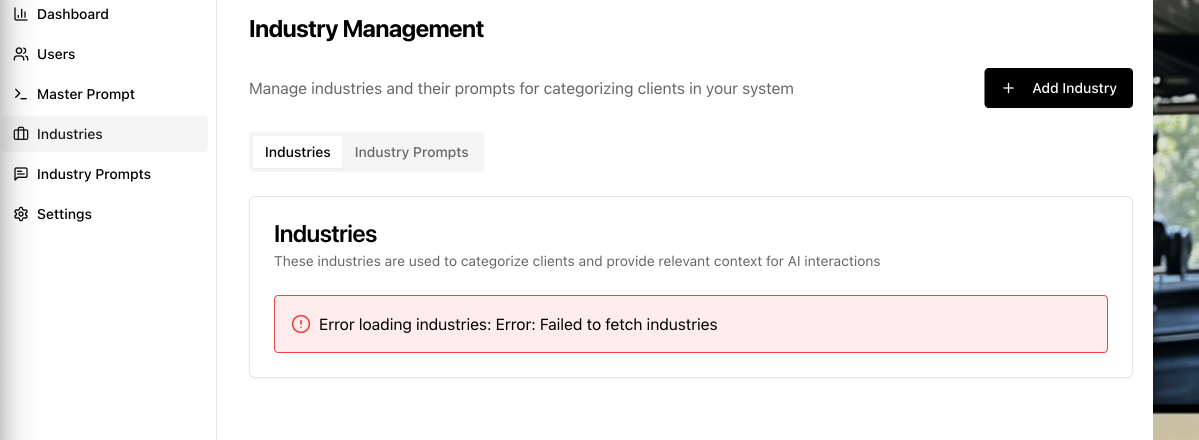 Dashboard
Users
Master Prompt
Industries
Industry Prompts
Settings
Industry Management
Manage industries and their prompts for categorizing clients in your system
Add Industry
Industries
Industry Prompts
Industries
These industries are used to categorize clients and provide relevant context for AI interactions
Error loading industries: Error: Failed to fetch industries